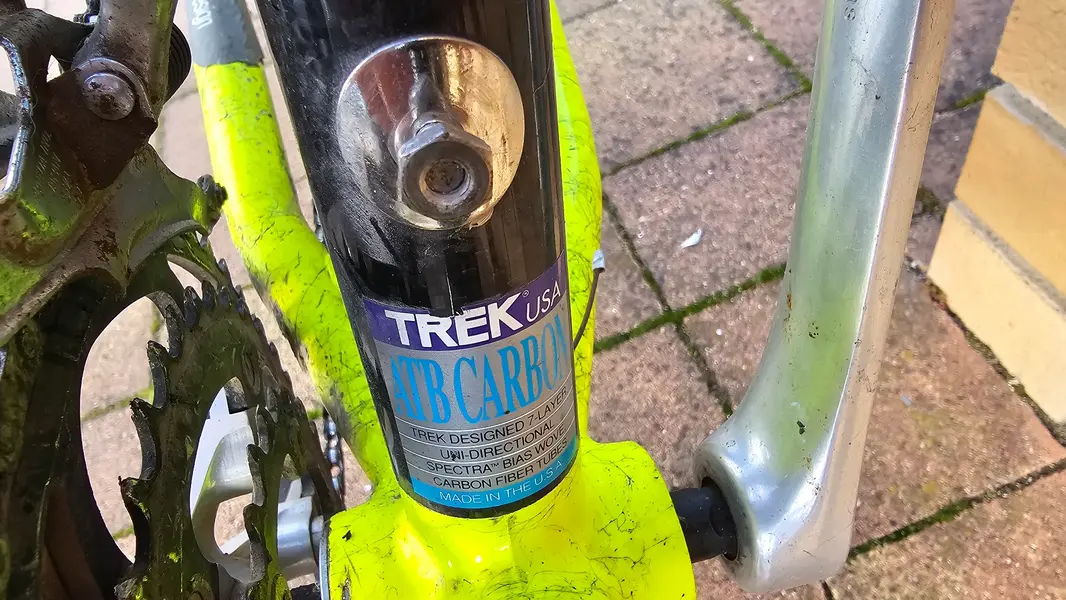 TREK® USA
ATB CARBON
TREK DESIGNED 7-LAYER
UNI-DIRECTIONAL
SPECTRA™ BIAS WOVE
CARBON FIBER TUBES
MADE IN THE U.S.A.